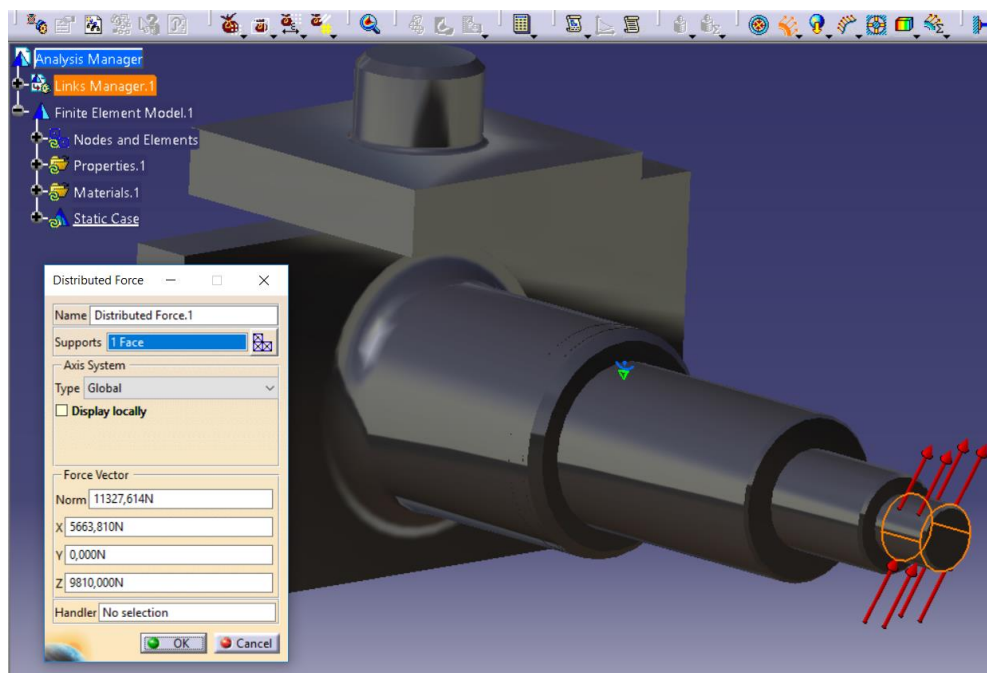 Analysis Manager
Links Manager.1
Finite Element Model.1
Nodes and Elements
Properties.1
Materials.1
Static Case
Distributed Force
Name Distributed Force.1
Supports 1 Face
Axis System
Type Global
Display locally
Force Vector
Norm 11327,614N
X 5663,810N
Y 0,000N
Z 9810,000N
Handler No selection
OK Cancel